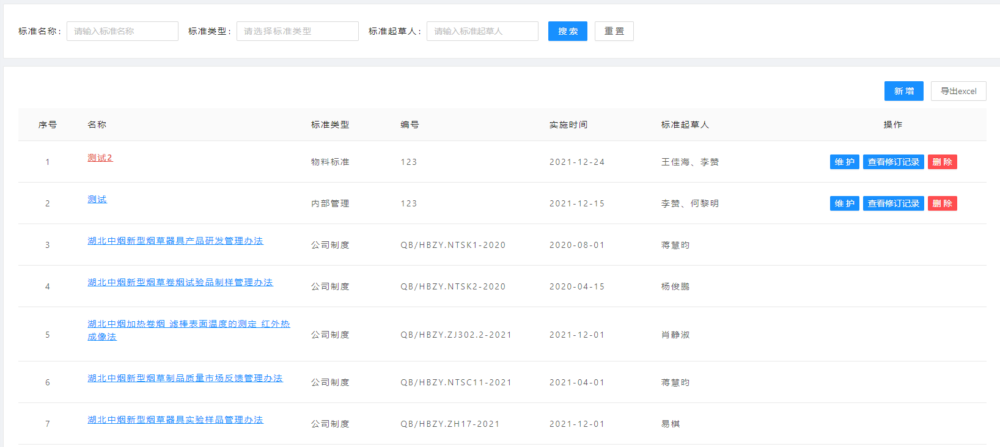 标准名称: 请输入标准名称 标准类型: 请选择标准类型 标准起草人: 请输入标准起草人 搜 索 重 置
新 增 导出excel
序号 名称 标准类型 编号 实施时间 标准起草人 操作
1 测试2 物料标准 123 2021-12-24 王佳海、李赞 维 护 查看修订记录 删 除
2 测试 内部管理 123 2021-12-15 李赞、何黎明 维 护 查看修订记录 删 除
3 湖北中烟新型烟草器具产品研发管理办法 公司制度 QB/HBZY.NTSK1-2020 2020-08-01 蒋慧昀
4 湖北中烟新型烟草卷烟试验品制样管理办法 公司制度 QB/HBZY.NTSK2-2020 2020-04-15 杨俊鹏
5 湖北中烟加热卷烟 滤棒表面温度的测定 红外热
成像法 公司制度 QB/HBZY.ZJ302.2-2021 2021-12-01 肖静淑
6 湖北中烟新型烟草制品质量市场反馈管理办法 公司制度 QB/HBZY.NTSC11-2021 2021-04-01 蒋慧昀
7 湖北中烟新型烟草器具实验样品管理办法 公司制度 QB/HBZY.ZH17-2021 2021-12-01 易棋